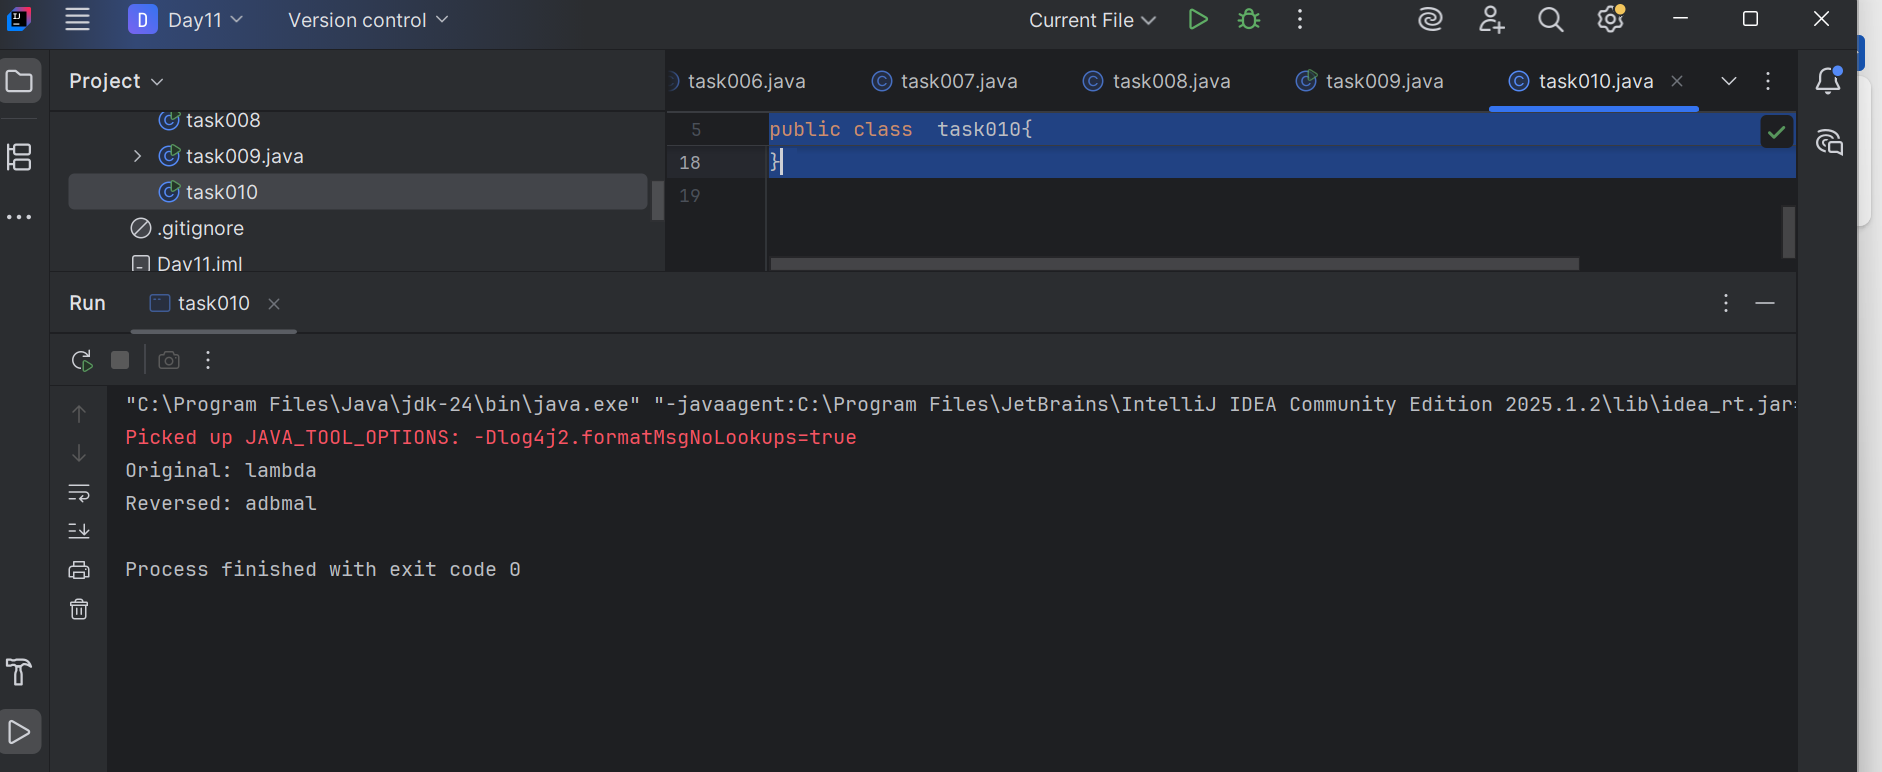 D Day11 Version control Current File
Project
task006.java task007.java task008.java task009.java task010.java
task008
task009.java
task010
.gitignore
Day11.iml
5 public class  task010{
18 }
19
Run task010
"C:\Program Files\Java\jdk-24\bin\java.exe" "-javaagent:C:\Program Files\JetBrains\IntelliJ IDEA Community Edition 2025.1.2\lib\idea_rt.jar=
Picked up JAVA_TOOL_OPTIONS: -Dlog4j2.formatMsgNoLookups=true
Original: lambda
Reversed: adbmal
Process finished with exit code 0